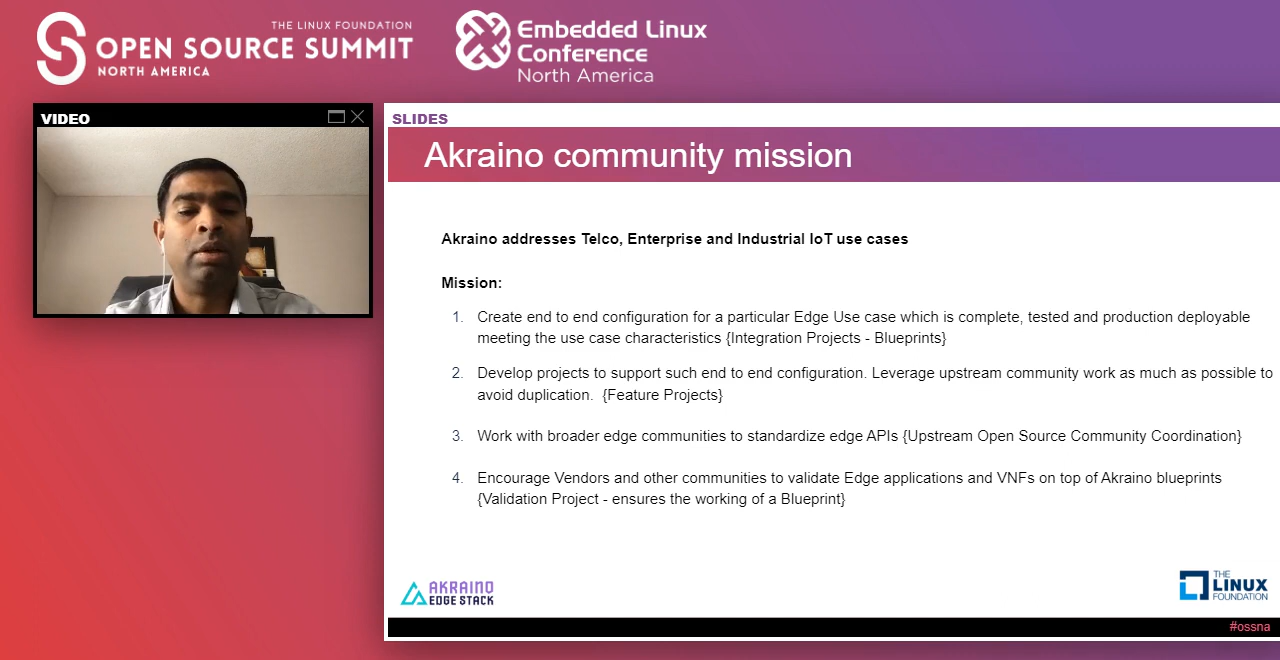 THE LINUX FOUNDATION
OPEN SOURCE SUMMIT
NORTH AMERICA
Embedded Linux
Conference
North America
VIDEO
SLIDES
Akraino community mission
Akraino addresses Telco, Enterprise and Industrial IoT use cases
Mission:
1. Create end to end configuration for a particular Edge Use case which is complete, tested and production deployable
meeting the use case characteristics {Integration Projects - Blueprints}
2. Develop projects to support such end to end configuration. Leverage upstream community work as much as possible to
avoid duplication. {Feature Projects}
3. Work with broader edge communities to standardize edge APIs {Upstream Open Source Community Coordination}
4. Encourage Vendors and other communities to validate Edge applications and VNFs on top of Akraino blueprints
{Validation Project - ensures the working of a Blueprint}
AKRAINO
EDGE STACK
THE
LINUX
FOUNDATION
#ossna